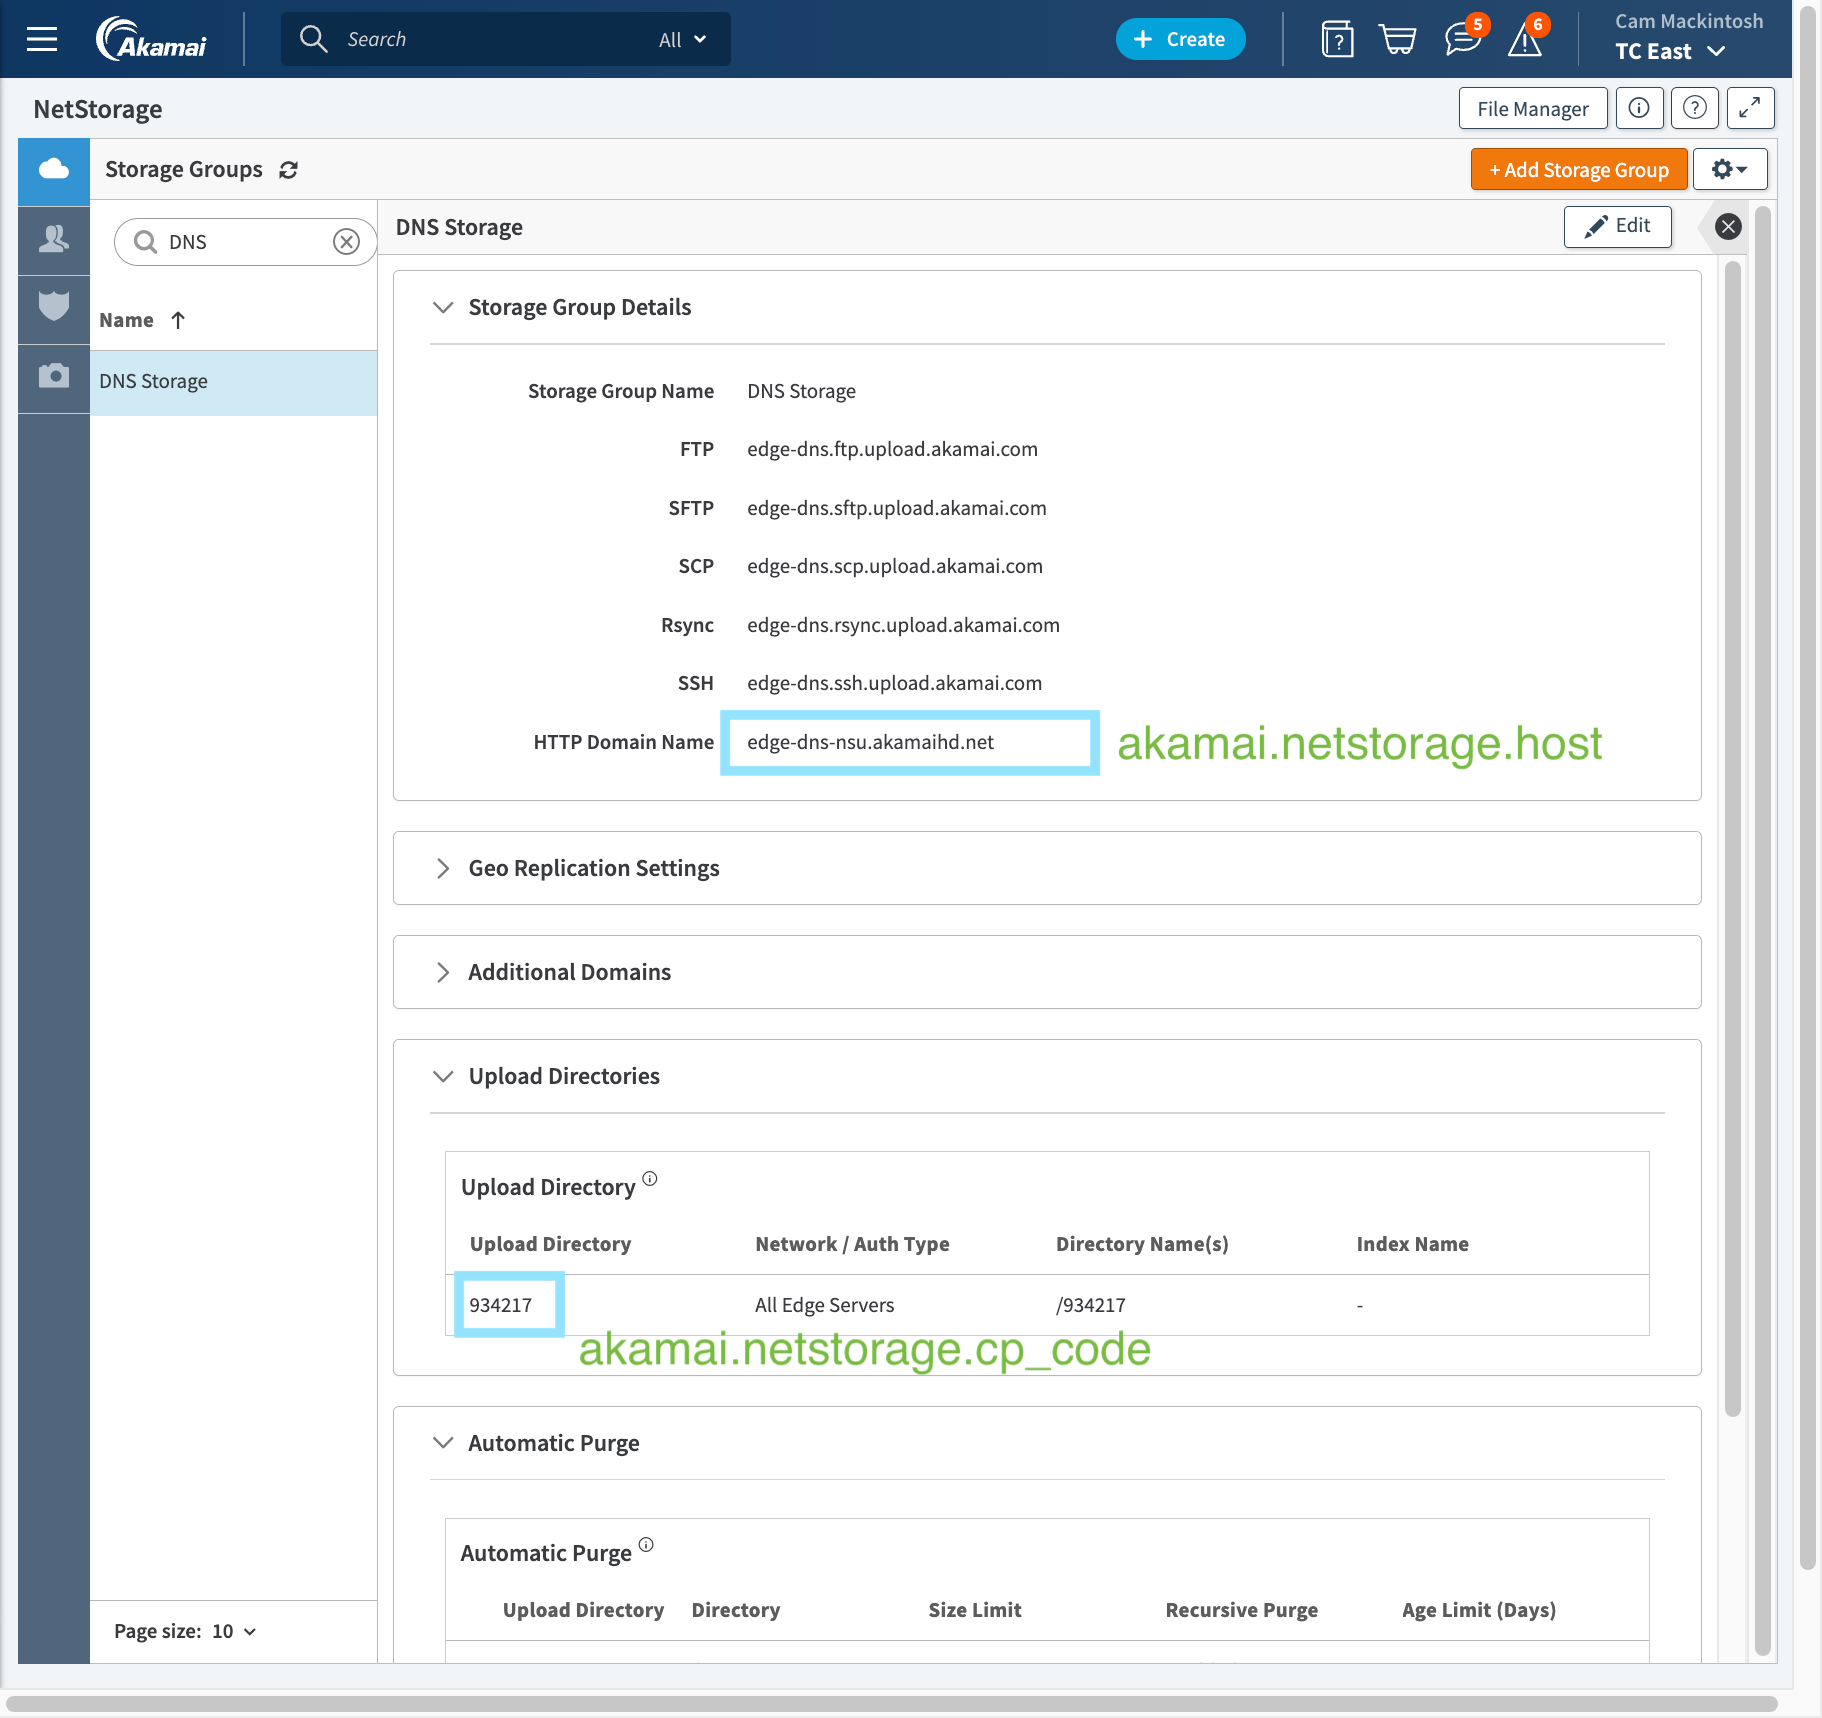 Akamai
Search
All
+ Create
5
6
Cam Mackintosh
TC East
NetStorage
File Manager
Storage Groups
+ Add Storage Group
DNS
DNS Storage
Edit
Name ↑
DNS Storage
Storage Group Details
Storage Group Name DNS Storage
FTP edge-dns.ftp.upload.akamai.com
SFTP edge-dns.sftp.upload.akamai.com
SCP edge-dns.scp.upload.akamai.com
Rsync edge-dns.rsync.upload.akamai.com
SSH edge-dns.ssh.upload.akamai.com
HTTP Domain Name edge-dns-nsu.akamaihd.net akamai.netstorage.host
Geo Replication Settings
Additional Domains
Upload Directories
Upload Directory
Upload Directory Network / Auth Type Directory Name(s) Index Name
934217 All Edge Servers /934217 -
akamai.netstorage.cp_code
Automatic Purge
Automatic Purge
Upload Directory Directory Size Limit Recursive Purge Age Limit (Days)
Page size: 10